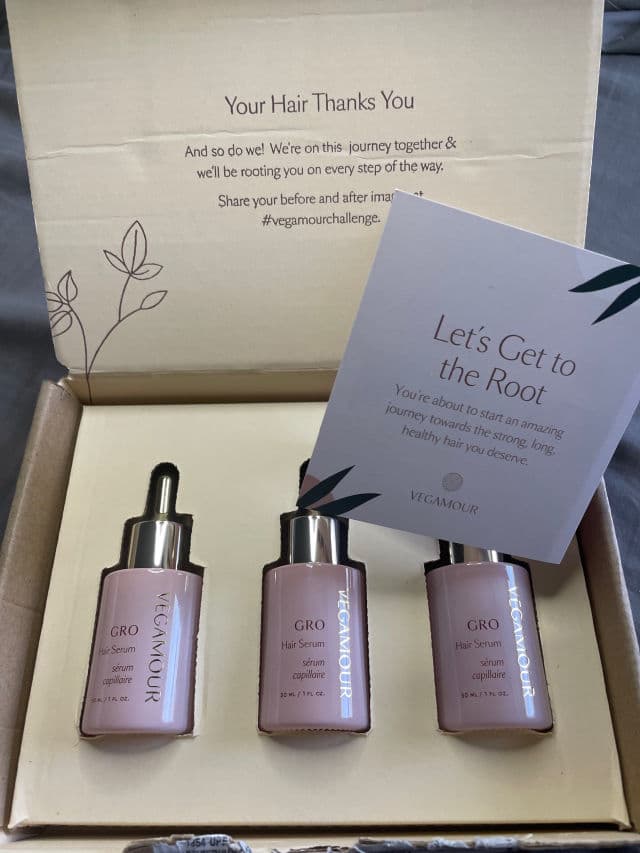 Your Hair Thanks You
And so do we! We're on this journey together &
we'll be rooting you on every step of the way.
Share your before and after
#vegamourchallenge.
Let's Get to
the Root
You're about to start an amazing
journey towards the strong, long,
healthy hair you deserve.
VEGAMOUR
GRO
Hair Serum
sérum
capillaire
1 FL OZ.
VEGAMOUR
GRO
Hair Serum
sérum
capillaire
30 ML / 1 FL OZ.
VEGAMOUR
GRO
Hair Serum
sérum
capillaire
30 ML / 1 FL OZ.
VEGAMOUR